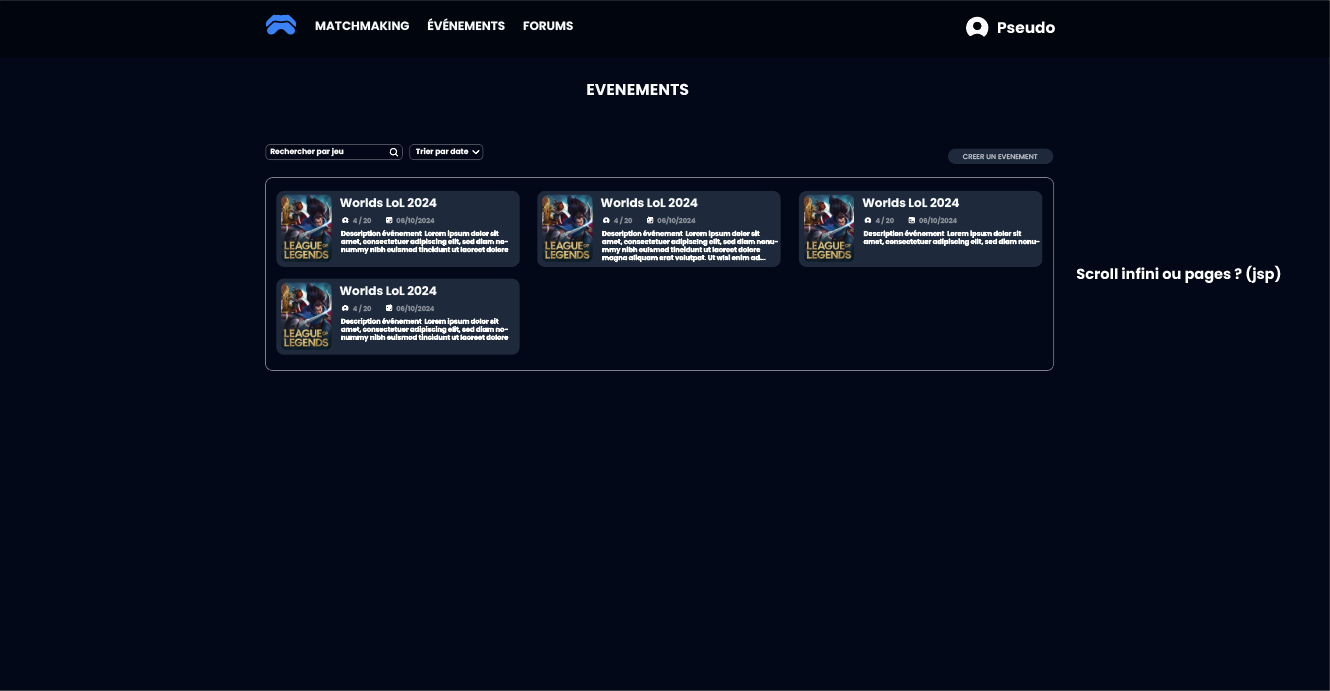 MATCHMAKING ÉVÉNEMENTS FORUMS Pseudo
EVENEMENTS
Rechercher par jeu Trier par date CREER UN EVENEMENT
Worlds LoL 2024
4 / 20 06/10/2024
Description événement Lorem ipsum dolor sit
amet, consectetuer adipiscing elit, sed diam no-
nummy nibh euismod tincidunt ut laoreet dolore
LEAGUE OF
LEGENDS
Worlds LoL 2024
4 / 20 06/10/2024
Description événement Lorem ipsum dolor sit
amet, consectetuer adipiscing elit, sed diam nonu-
mmy nibh euismod tincidunt ut laoreet dolore
magna aliquam erat volutpat. Ut wisi enim ad...
LEAGUE OF
LEGENDS
Worlds LoL 2024
4 / 20 06/10/2024
Description événement Lorem ipsum dolor sit
amet, consectetuer adipiscing elit, sed diam nonu-
LEAGUE OF
LEGENDS
Scroll infini ou pages ? (jsp)
Worlds LoL 2024
4 / 20 06/10/2024
Description événement Lorem ipsum dolor sit
amet, consectetuer adipiscing elit, sed diam no-
nummy nibh euismod tincidunt ut laoreet dolore
LEAGUE OF
LEGENDS